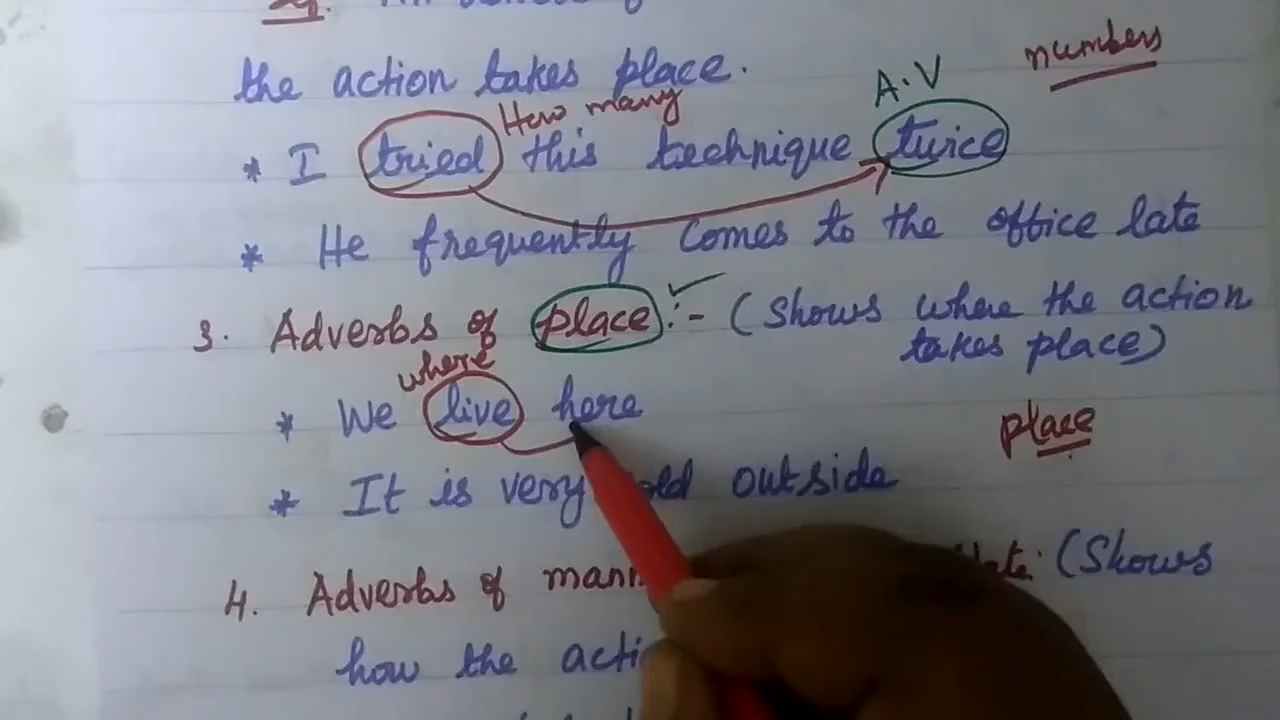 the action takes place.
numbers
A.V
How many
* I tried this technique twice
* He frequently comes to the office late
3. Adverbs of place :- (Shows where the action
takes place)
where
* We live here
place
* It is very old outside
4. Adverbs of (Shows
how the